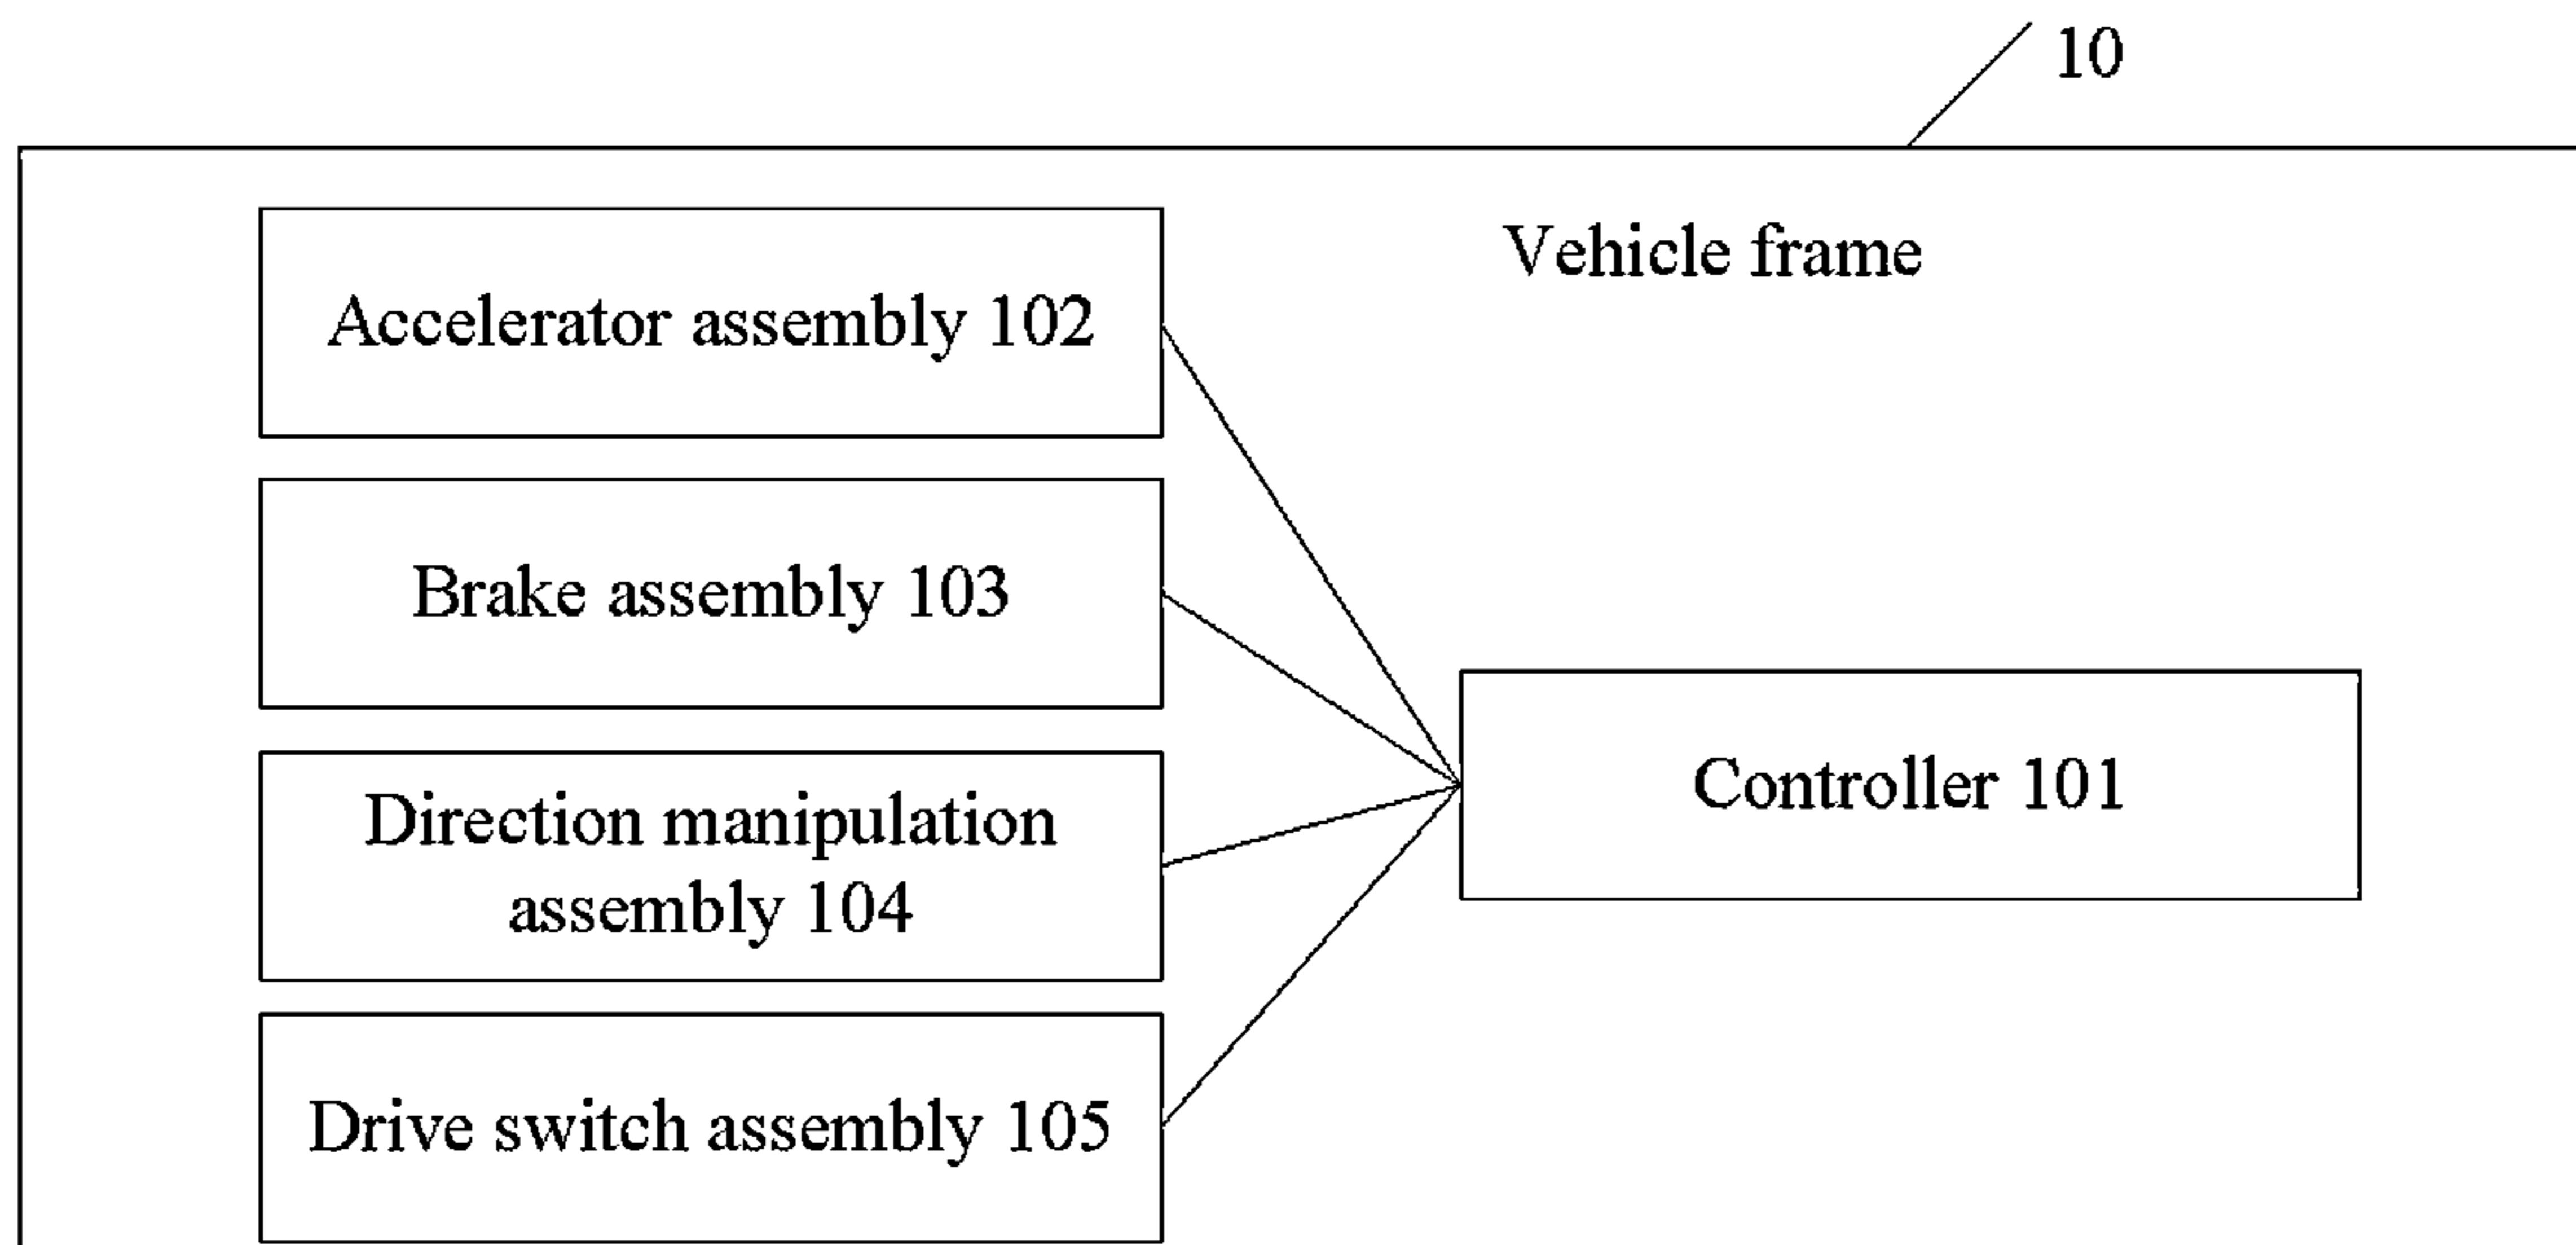 10
Vehicle frame
Accelerator assembly 102
Brake assembly 103
Direction manipulation
assembly 104
Drive switch assembly 105
Controller 101